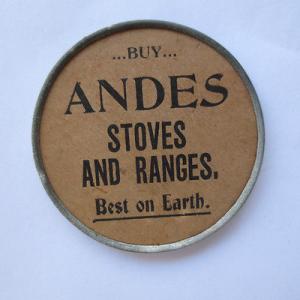 ...BUY...
ANDES
STOVES
AND RANGES.
Best on Earth.